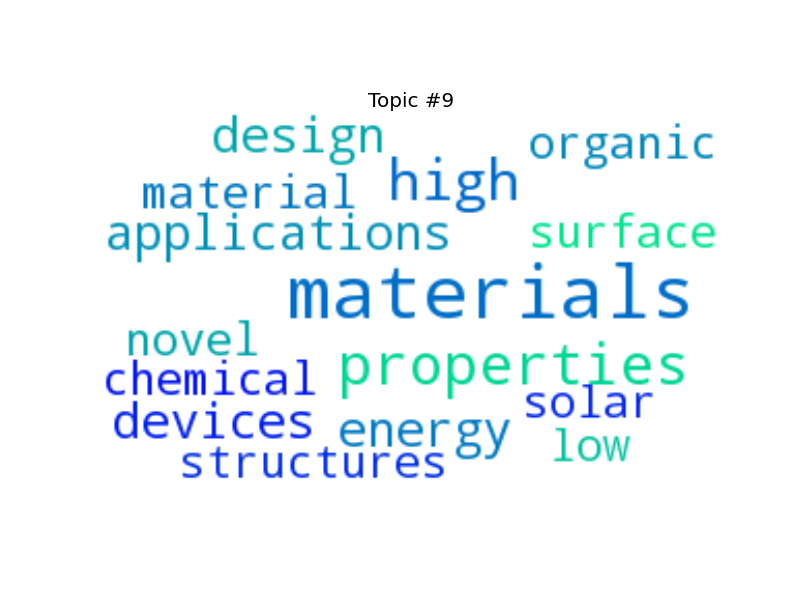 Topic #9
design
organic
material
high
applications
surface
materials
novel
properties
chemical
solar
devices
energy
low
structures